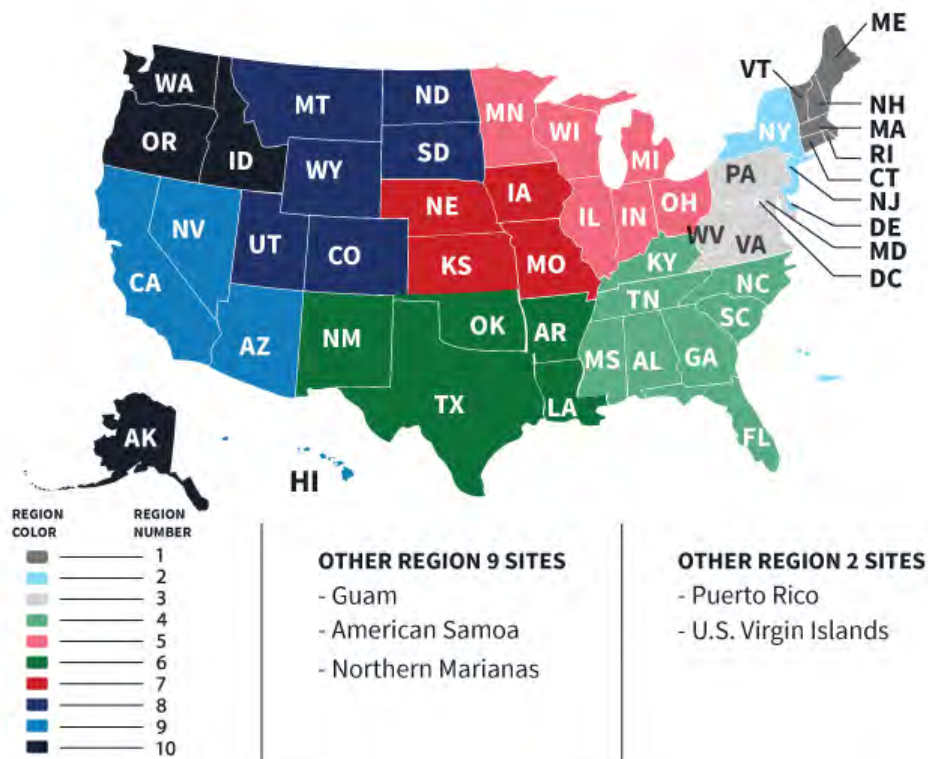 ME
VT
WA
MT
ND
MN
NH
OR
ID
WI
NY
MA
SD
MI
RI
WY
PA
CT
NE
IA
NJ
NV
IL
IN
OH
DE
UT
CO
WV
VA
MD
CA
KS
MO
KY
DC
NC
TN
OK
AR
SC
AZ
NM
MS
AL
GA
TX
LA
FL
AK
HI
REGION
COLOR
REGION
NUMBER
1
2
3
4
5
6
7
8
9
10
OTHER REGION 9 SITES
- Guam
- American Samoa
- Northern Marianas
OTHER REGION 2 SITES
- Puerto Rico
- U.S. Virgin Islands